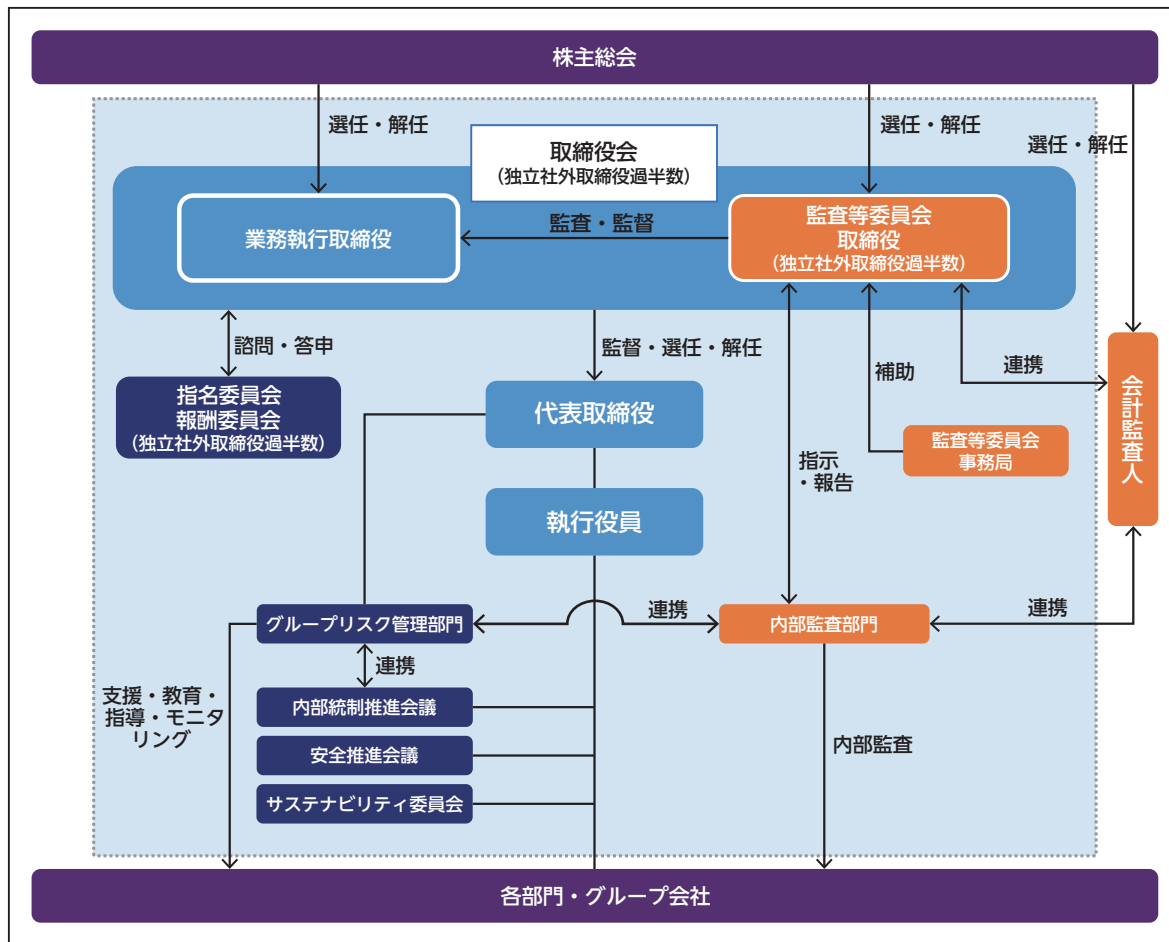 株主総会
選任・解任
選任・解任
選任・解任
取締役会
(独立社外取締役過半数)
業務執行取締役
監査・監督
監査等委員会
取締役
(独立社外取締役過半数)
諮問・答申
監督・選任・解任
補助
連携
指名委員会
報酬委員会
(独立社外取締役過半数)
代表取締役
会計監査人
監査等委員会
事務局
指示
・報告
執行役員
グループリスク管理部門
連携
内部監査部門
連携
連携
支援・教育・
指導・モニタ
リング
内部統制推進会議
安全推進会議
内部監査
サステナビリティ委員会
各部門・グループ会社